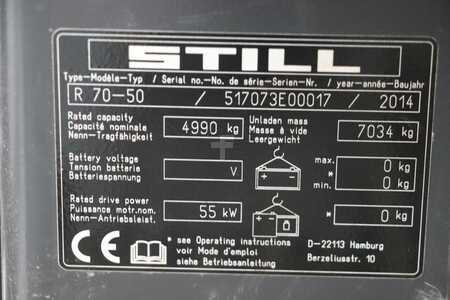 STILL
Type-Modèle-Typ / Serial no.-No. de série-Serien-Nr. / year-année-Baujahr
R 70-50 / 517073E00017 / 2014
Rated capacity
Capacité nominale 4990 kg
Nenn-Tragfähigkeit
Unladen mass
Masse à vide 7034 kg
Leergewicht
Battery voltage
Tension batterie V
Batteriespannung
max. 0 kg
*
min. 0 kg
Rated drive power
Puissance motr.nom. 55 kW
Nenn-Antriebsleist.
* 0 kg
CE
* see Operating instructions
voir Mode d'emploi
siehe Betriebsanleitung
D-22113 Hamburg
Berzeliusstr. 10